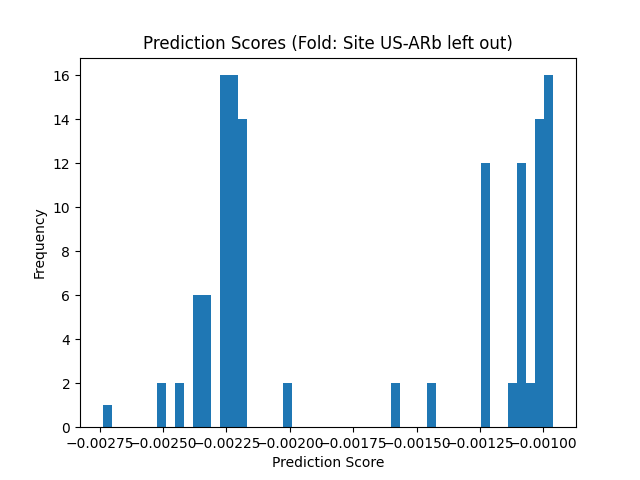 Prediction Scores (Fold: Site US-ARb left out)
16
14
12
10
8
6
4
2
0
Frequency
−0.00275 −0.00250 −0.00225 −0.00200 −0.00175 −0.00150 −0.00125 −0.00100
Prediction Score